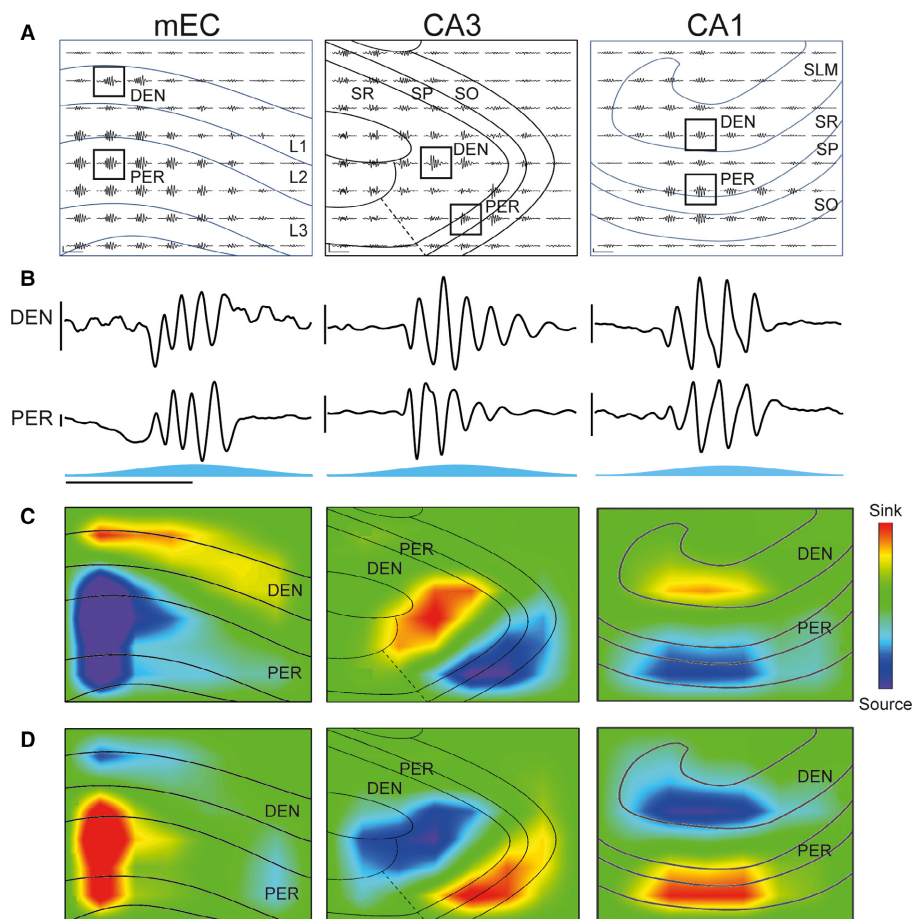 A
mEC
CA3
CA1
DEN
PER
L1
L2
L3
SR
SP
SO
DEN
PER
SLM
DEN
SR
SP
PER
SO
B
DEN
PER
C
DEN
PER
PER
DEN
DEN
PER
Sink
Source
D
DEN
PER
PER
DEN
DEN
PER